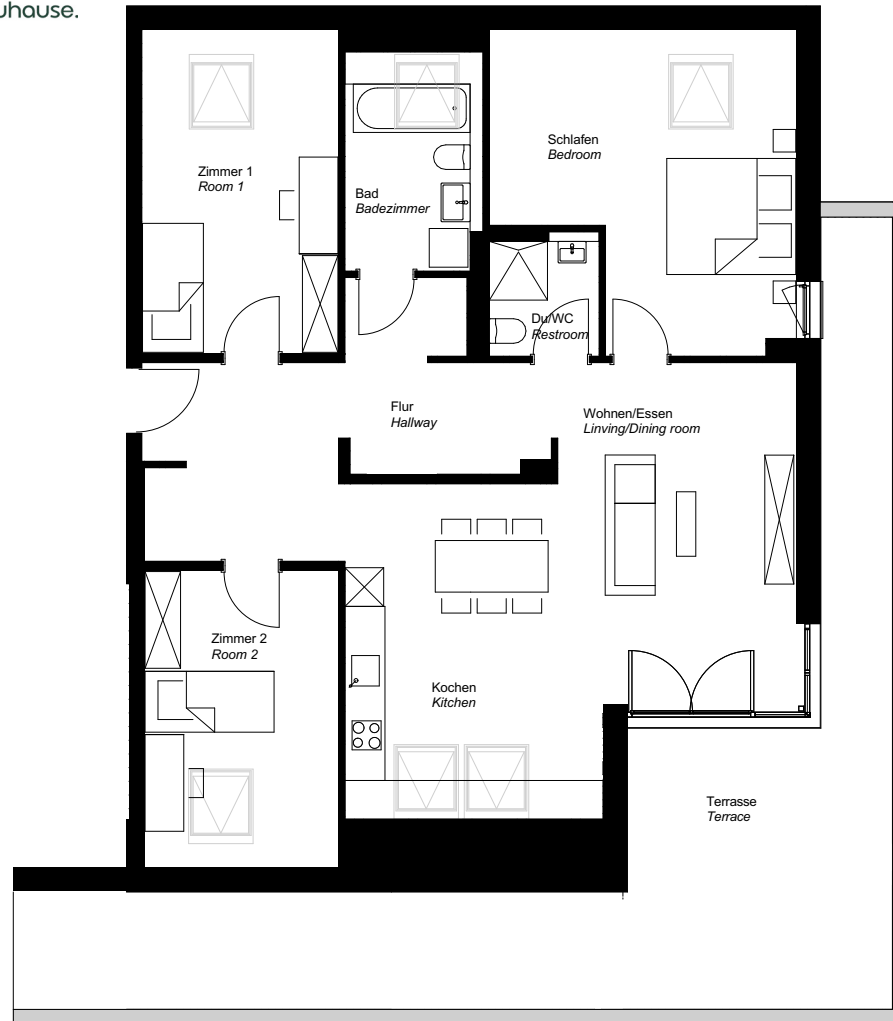 uhause.
Schlafen
Bedroom
Zimmer 1
Room 1
Bad
Badezimmer
Du/WC
Restroom
Flur
Hallway
Wohnen/Essen
Linving/Dining room
Zimmer 2
Room 2
Kochen
Kitchen
Terrasse
Terrace